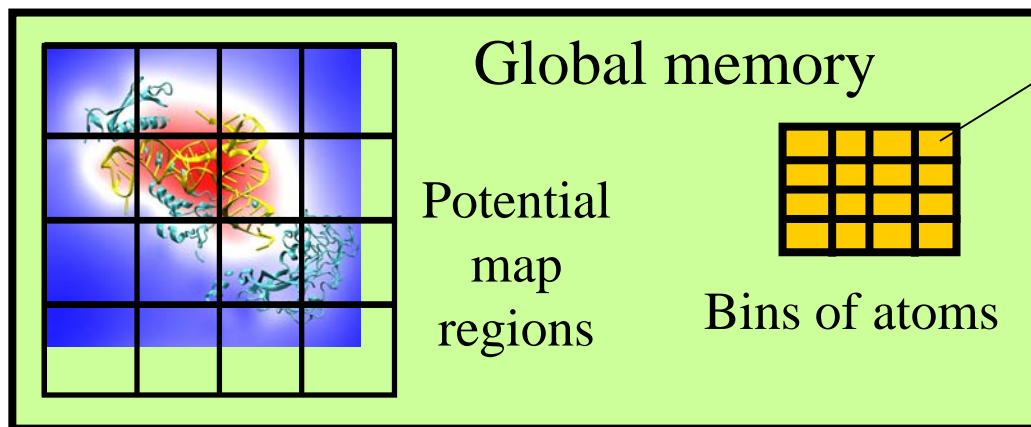 Global memory
Potential
map
regions
Bins of atoms